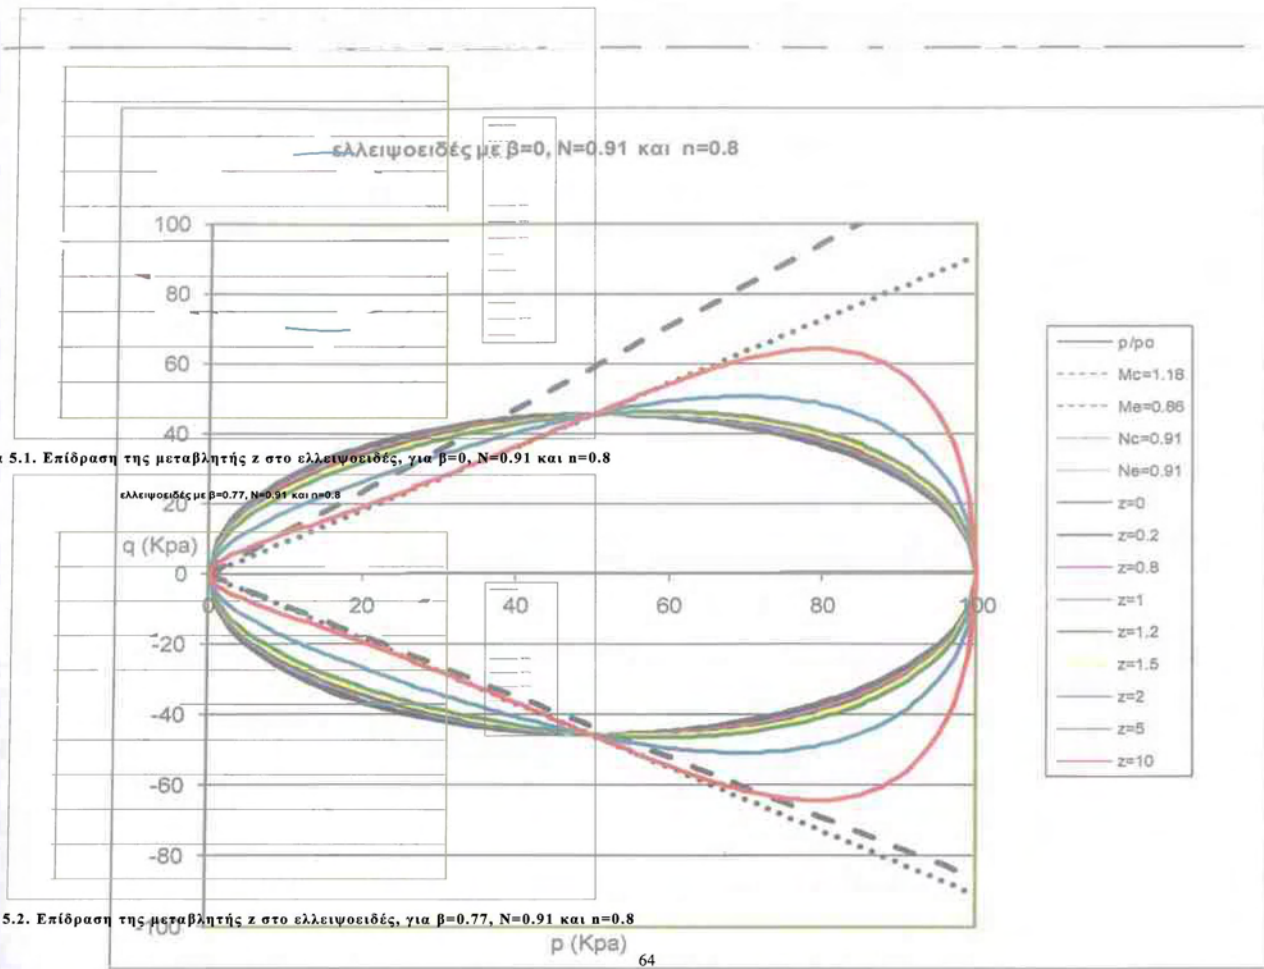 ελλειψοειδές με β=0, N=0.91 και n=0.8
100
80
60
40
20
0
-20
-40
-60
-80
-100
q (Kpa)
0 20 40 60 80 100
p (Kpa)
p/po
Mc=1.18
Me=0.86
Nc=0.91
Ne=0.91
z=0
z=0.2
z=0.8
z=1
z=1.2
z=1.5
z=2
z=5
z=10
α 5.1. Επίδραση της μεταβλητής z στο ελλειψοειδές, για β=0, N=0.91 και n=0.8
ελλειψοειδές με β=0.77, N=0.91 και n=0.8
5.2. Επίδραση της μεταβλητής z στο ελλειψοειδές, για β=0.77, N=0.91 και n=0.8
64